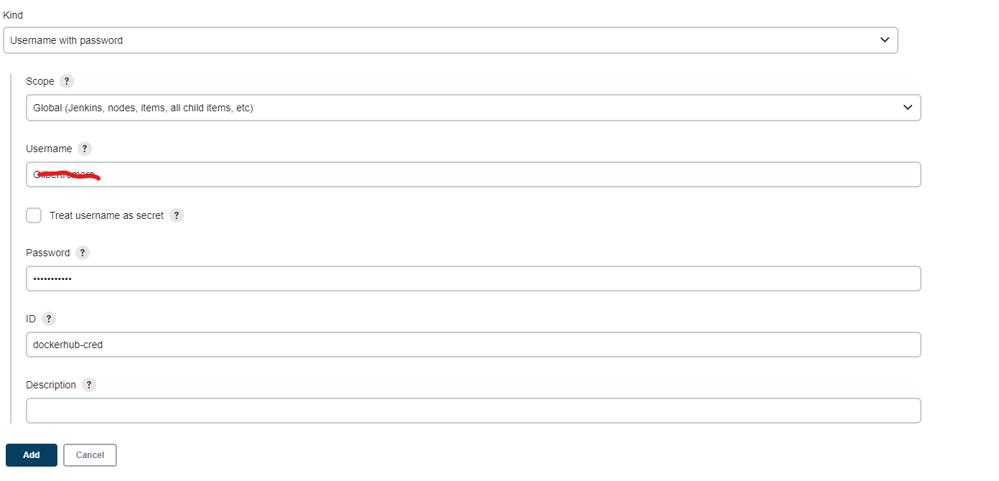 Kind
Username with password
Scope ?
Global (Jenkins, nodes, items, all child items, etc)
Username ?
Treat username as secret ?
Password ?
•••••••••••
ID ?
dockerhub-cred
Description ?
Add Cancel